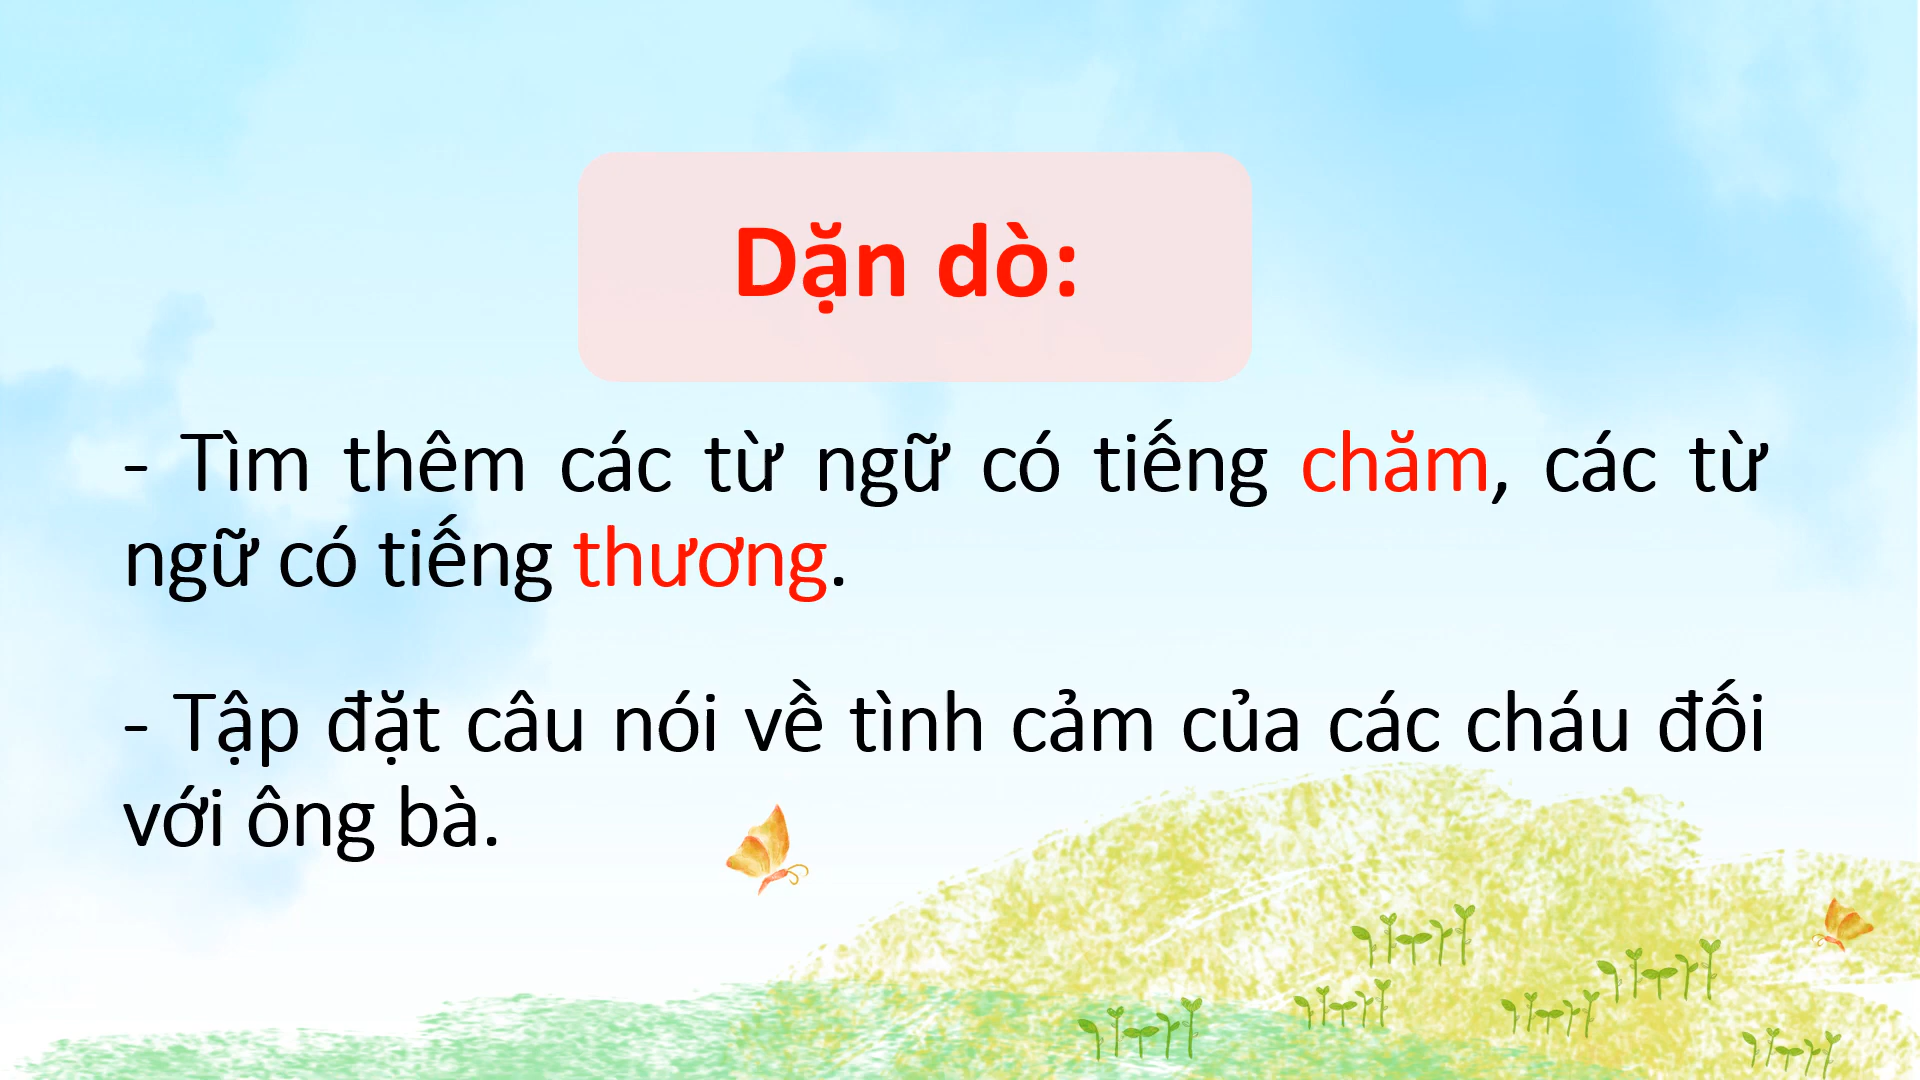 Dặn dò:
- Tìm thêm các từ ngữ có tiếng chăm, các từ
ngữ có tiếng thương.
- Tập đặt câu nói về tình cảm của các cháu đối
với ông bà.